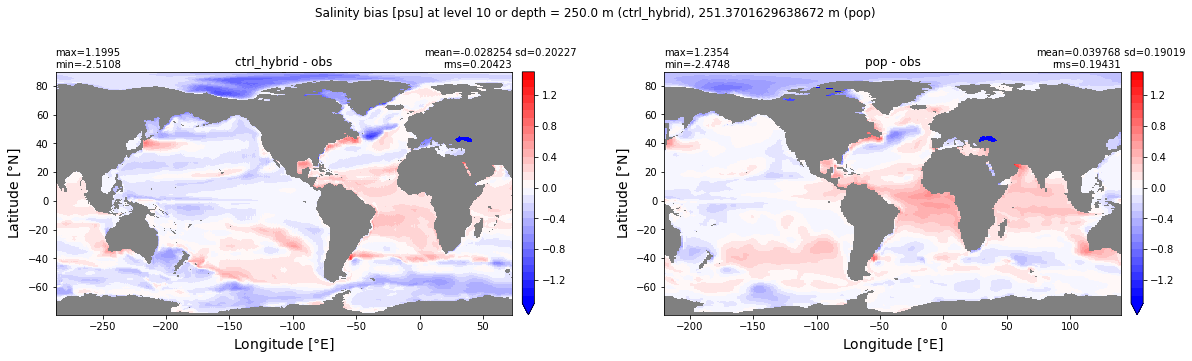 Salinity bias [psu] at level 10 or depth = 250.0 m (ctrl_hybrid), 251.3701629638672 m (pop)
max=1.1995
min=-2.5108
ctrl_hybrid - obs
mean=-0.028254 sd=0.20227
rms=0.20423
80
60
40
20
0
−20
−40
−60
Latitude [°N]
−250
−200
−150
−100
−50
0
50
Longitude [°E]
1.2
0.8
0.4
0.0
−0.4
−0.8
−1.2
max=1.2354
min=-2.4748
pop - obs
mean=0.039768 sd=0.19019
rms=0.19431
80
60
40
20
0
−20
−40
−60
Latitude [°N]
−200
−150
−100
−50
0
50
100
Longitude [°E]
1.2
0.8
0.4
0.0
−0.4
−0.8
−1.2